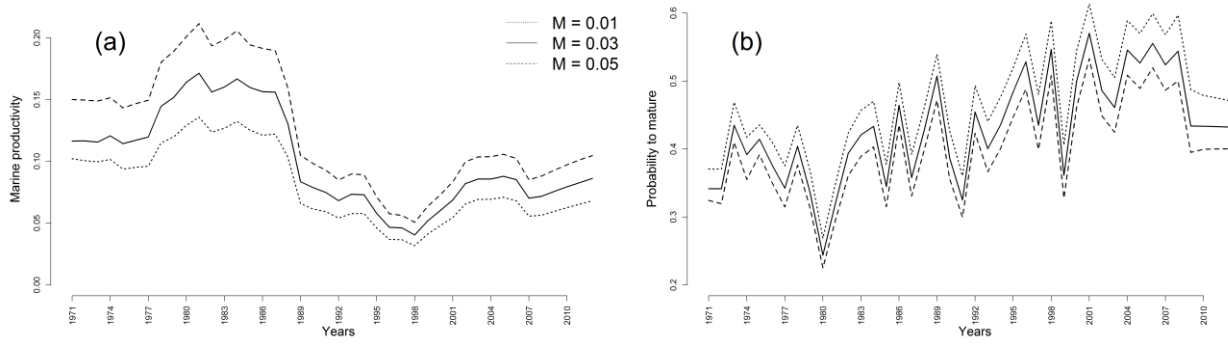 (a)
M = 0.01
M = 0.03
M = 0.05
Marine productivity
0.20
0.15
0.10
0.05
0.00
1971 1974 1977 1980 1983 1986 1989 1992 1995 1998 2001 2004 2007 2010
Years
(b)
Probability to mature
0.6
0.5
0.4
0.3
0.2
1971 1974 1977 1980 1983 1986 1989 1992 1995 1998 2001 2004 2007 2010
Years